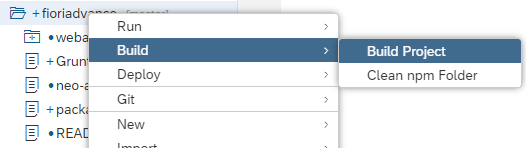 + fioriadvance [master]
Run
• weba
Build
Build Project
+ Grun
Clean npm Folder
• neo-a
Deploy
+ packa
Git
• READ
New
Import